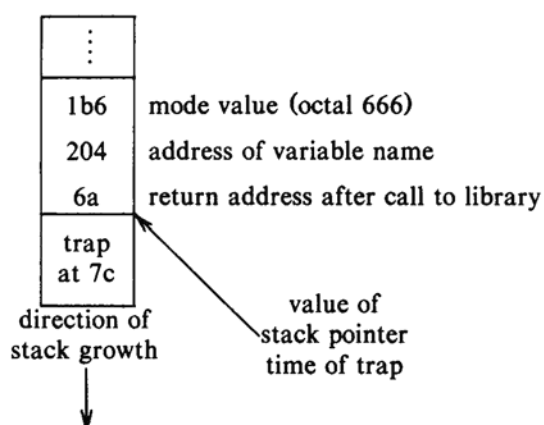 1b6 mode value (octal 666)
204 address of variable name
6a return address after call to library
trap
at 7c
direction of
stack growth
value of
stack pointer
time of trap